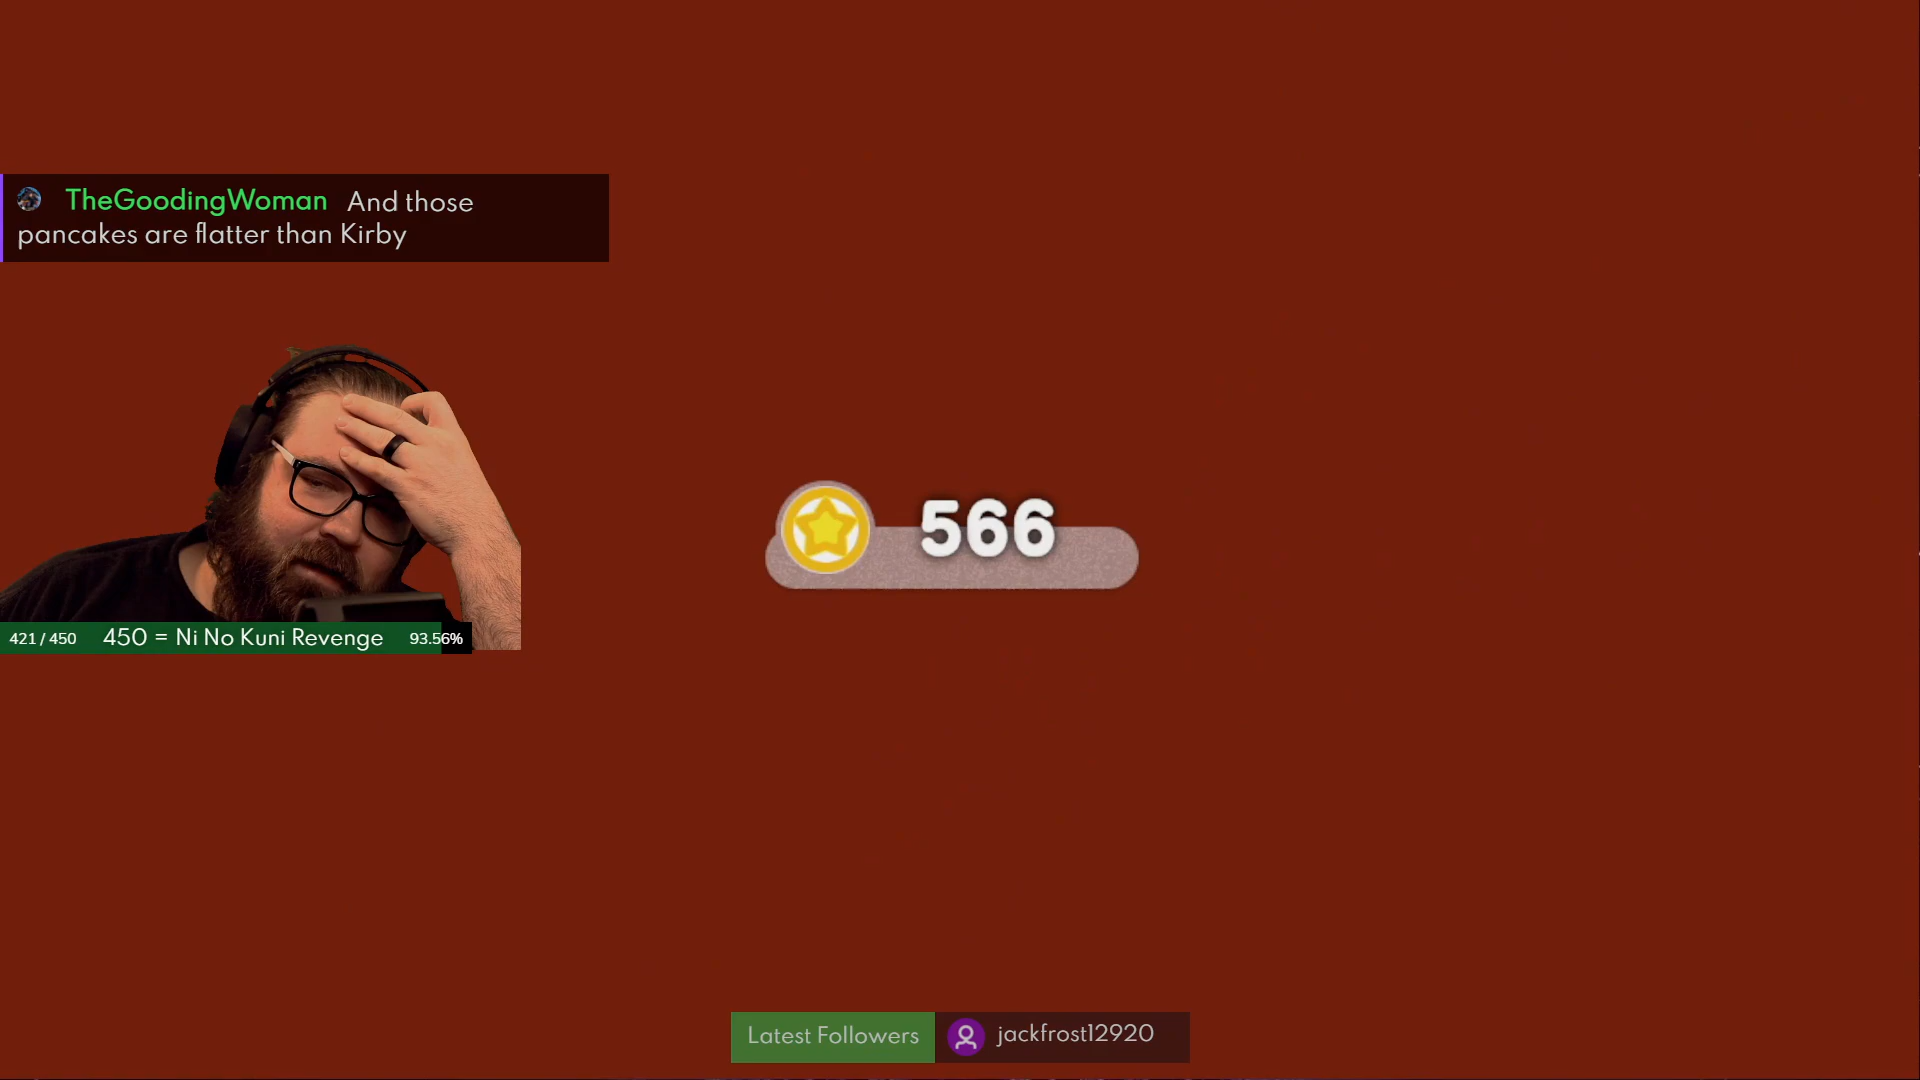 TheGoodingWoman And those
pancakes are flatter than Kirby
566
421 / 450 450 = Ni No Kuni Revenge 93.56%
Latest Followers jackfrost12920